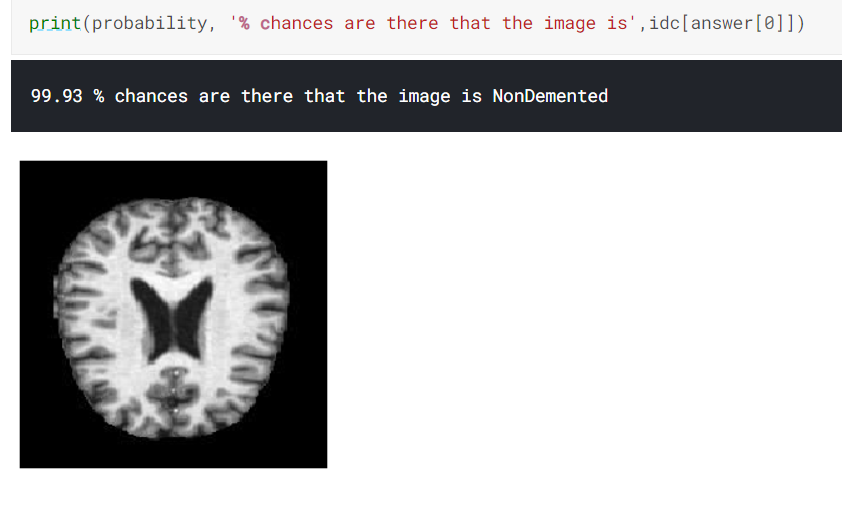 print(probability, '% chances are there that the image is',idc[answer[0]])
99.93 % chances are there that the image is NonDemented